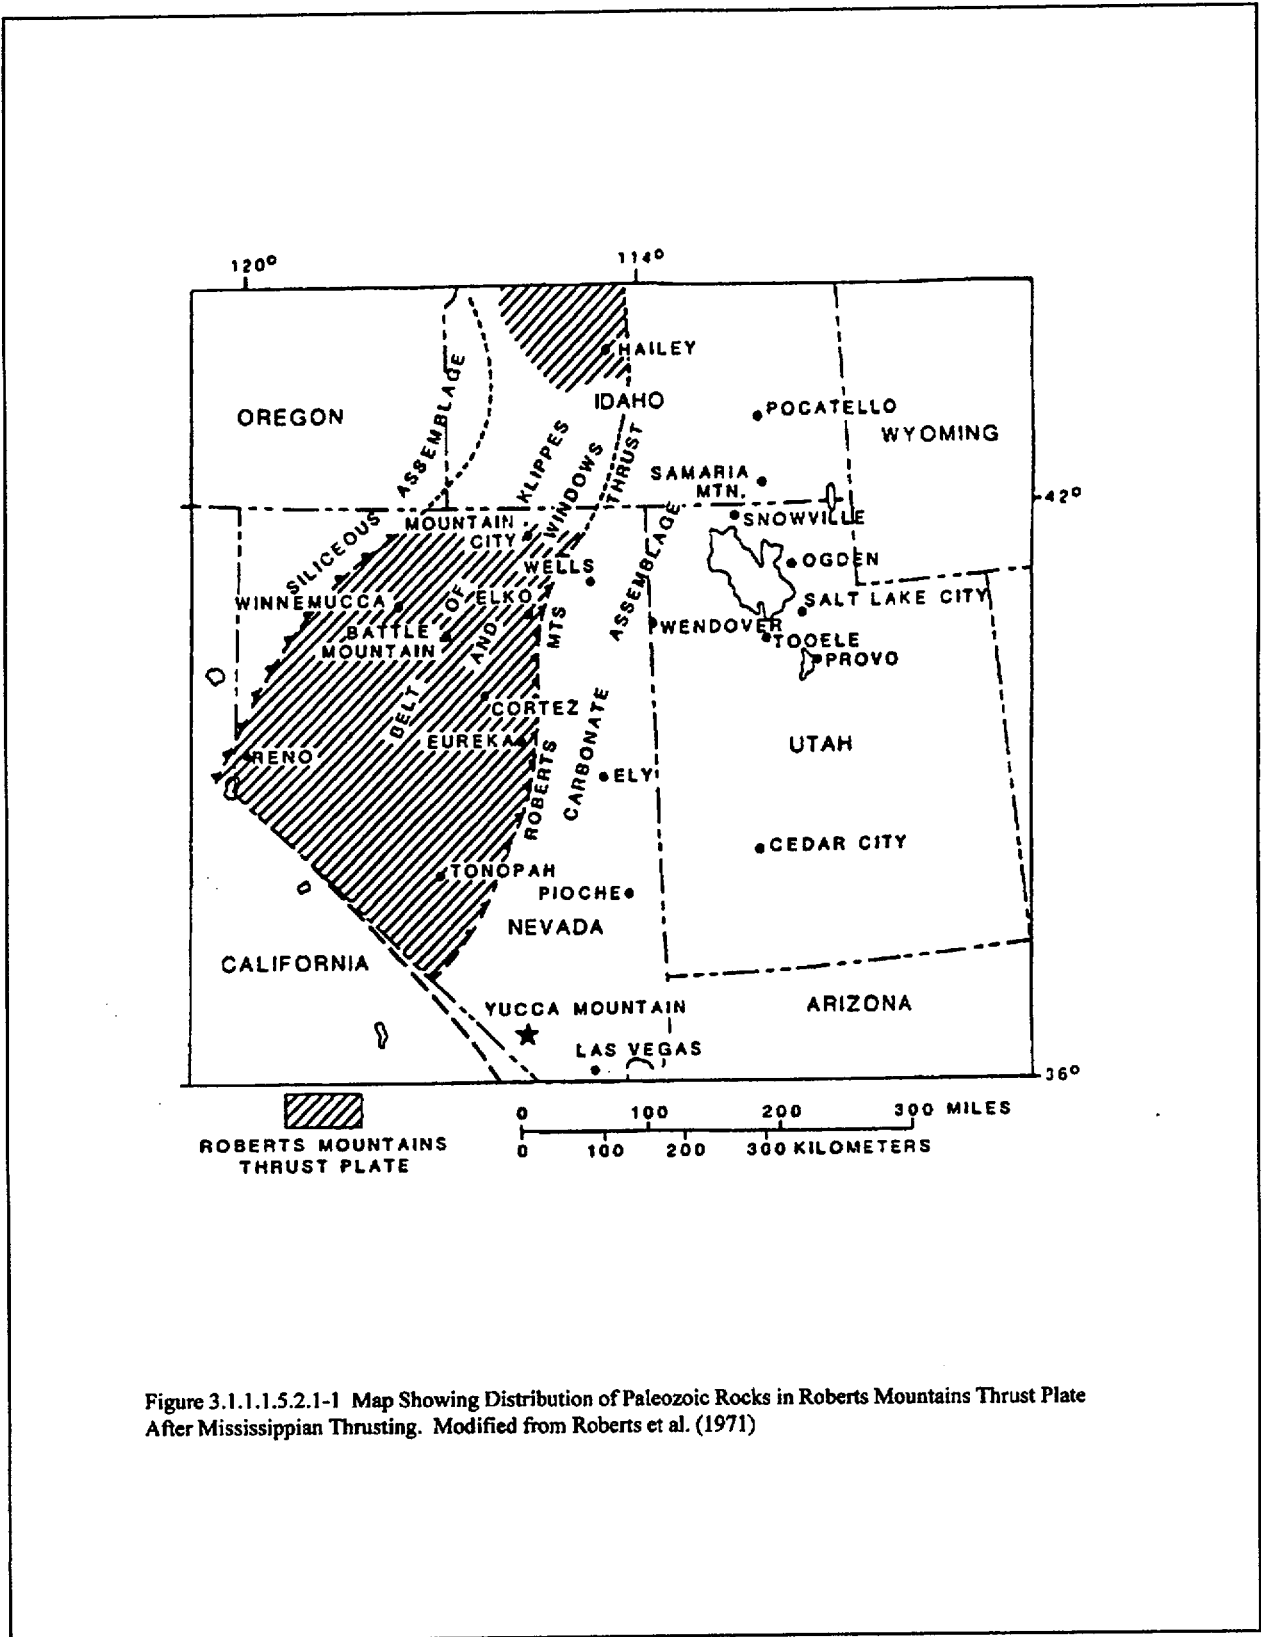 120°
114°
HAILEY
IDAHO
OREGON
ASSEMBLAGE
POCATELLO
WYOMING
KLIPPES
WINDOWS
THRUST
SAMARIA
MTN.
42°
SILICEOUS
MOUNTAIN
CITY
SNOWVILLE
ASSEMBLAGE
OGDEN
WELLS
WINNEMUCCA
OF
ELKO
SALT LAKE CITY
MTS
BATTLE
MOUNTAIN
AND
WENDOVER
TOOELE
PROVO
BELT
CORTEZ
CARBONATE
EUREKA
UTAH
RENO
ROBERTS
ELY
CEDAR CITY
TONOPAH
PIOCHE
NEVADA
CALIFORNIA
YUCCA MOUNTAIN
ARIZONA
LAS VEGAS
36°
ROBERTS MOUNTAINS
THRUST PLATE
0 100 200 300 MILES
0 100 200 300 KILOMETERS
Figure 3.1.1.1.5.2.1-1 Map Showing Distribution of Paleozoic Rocks in Roberts Mountains Thrust Plate
After Mississippian Thrusting. Modified from Roberts et al. (1971)